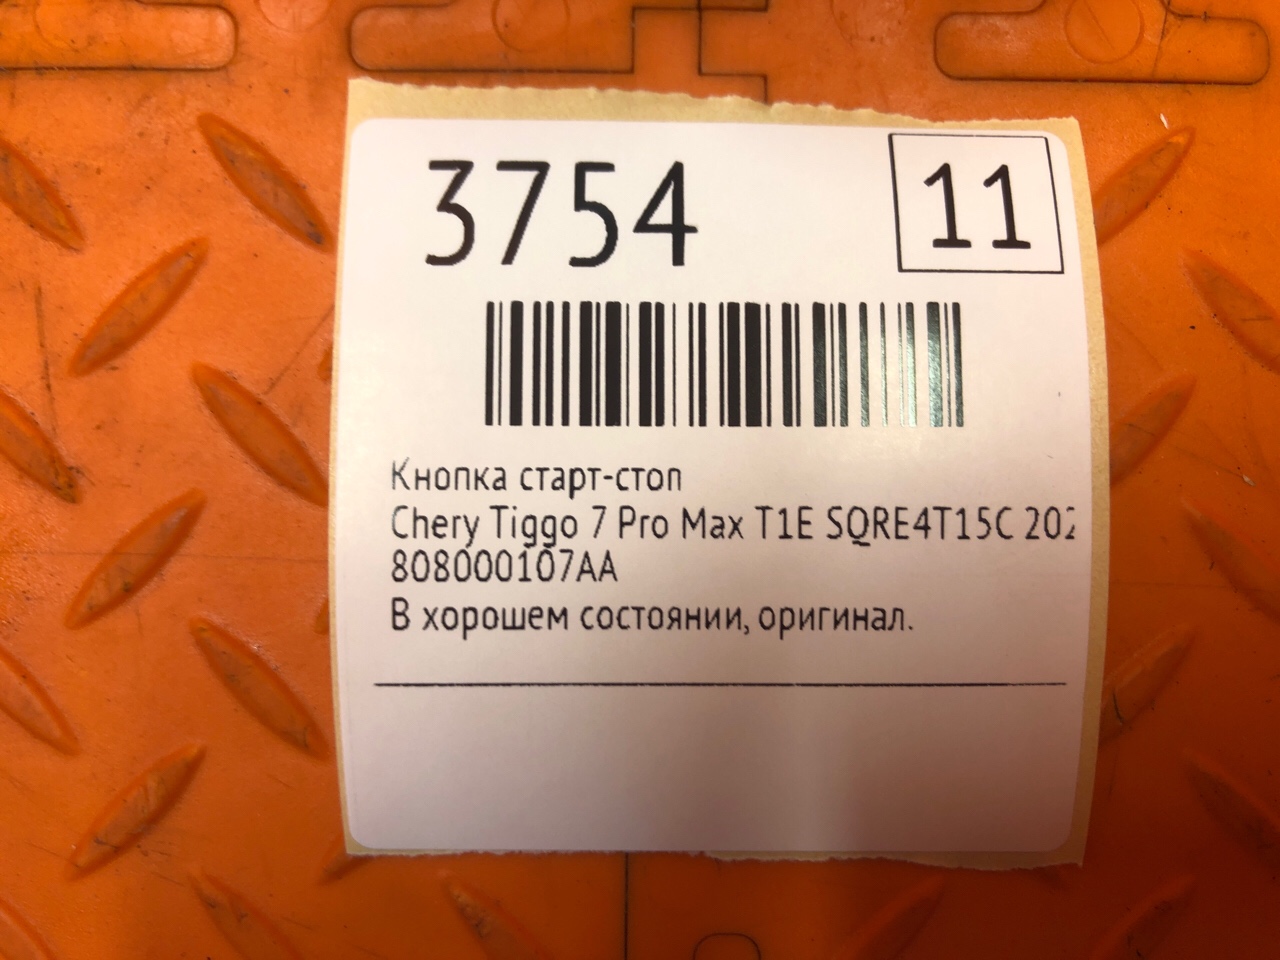 3754
11
Кнопка старт-стоп
Chery Tiggo 7 Pro Max T1E SQRE4T15C 202
808000107AA
В хорошем состоянии, оригинал.